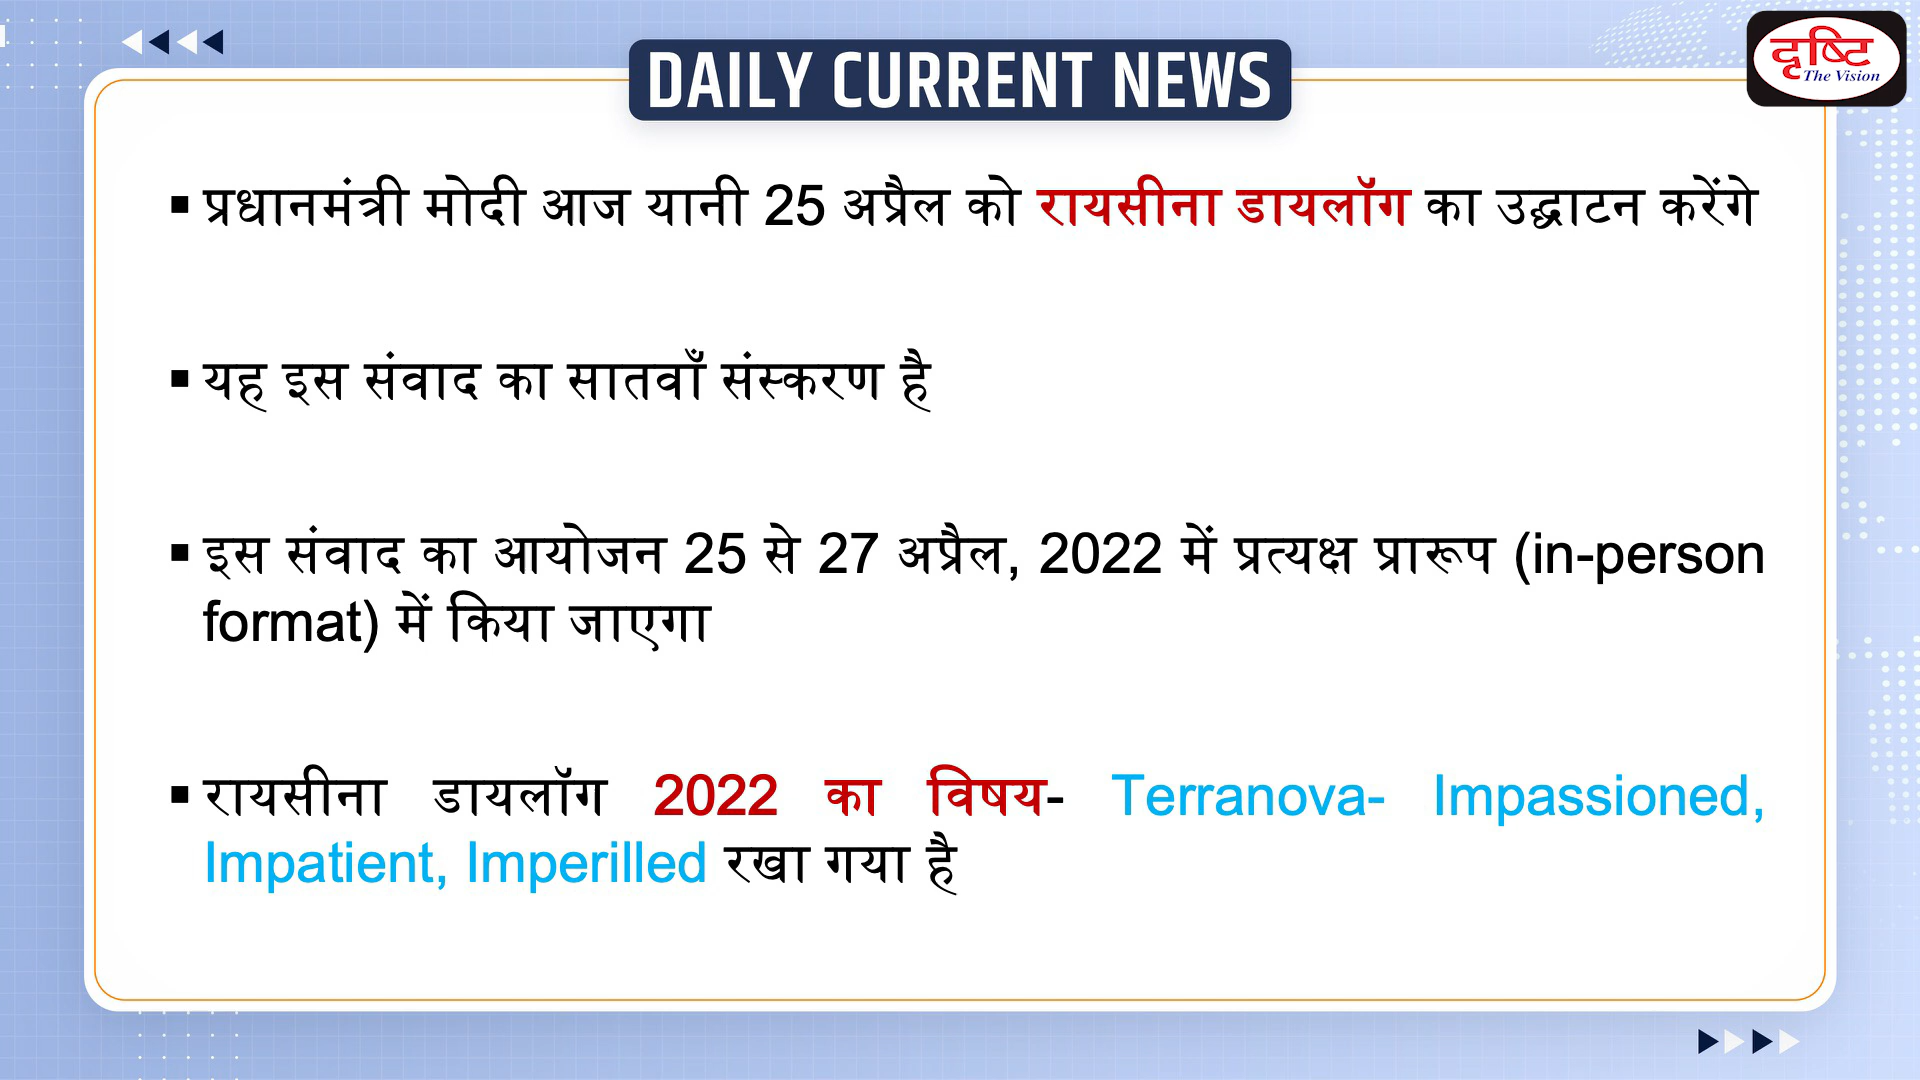 DAILY CURRENT NEWS
दृष्टि
The Vision
▪ प्रधानमंत्री मोदी आज यानी 25 अप्रैल को रायसीना डायलॉग का उद्घाटन करेंगे
▪ यह इस संवाद का सातवाँ संस्करण है
▪ इस संवाद का आयोजन 25 से 27 अप्रैल, 2022 में प्रत्यक्ष प्रारूप (in-person
format) में किया जाएगा
▪ रायसीना डायलॉग 2022 का विषय- Terranova- Impassioned,
Impatient, Imperilled रखा गया है